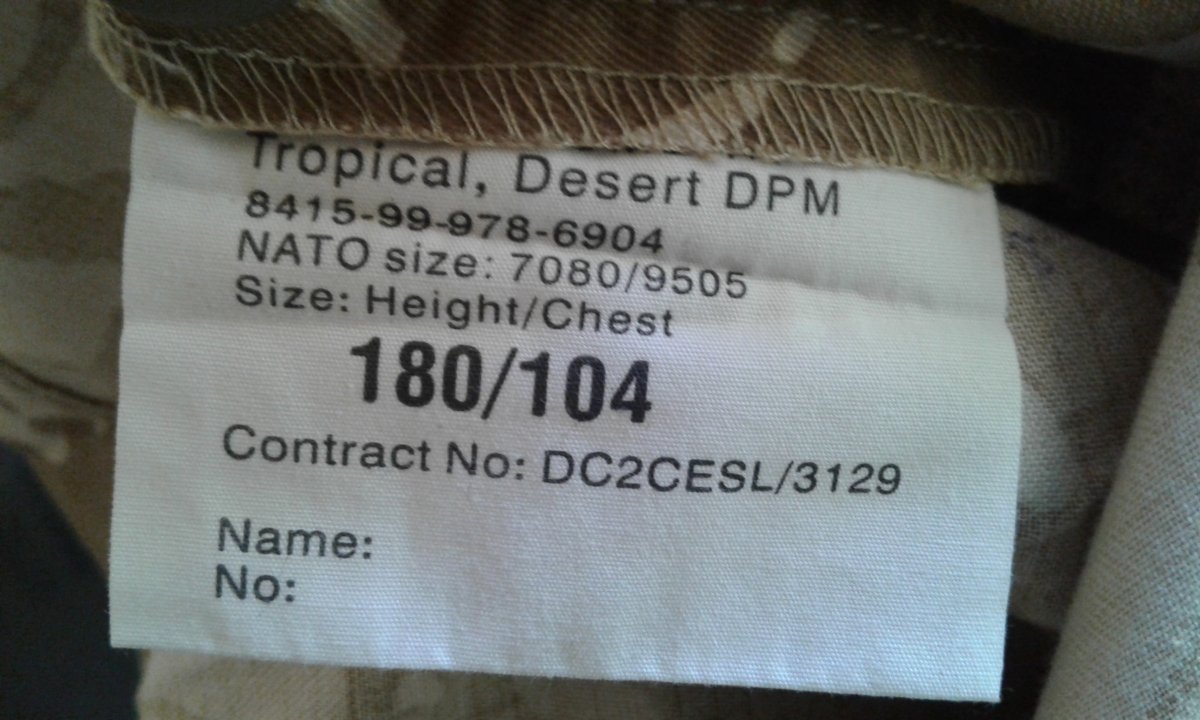 Tropical, Desert DPM
8415-99-978-6904
NATO size: 7080/9505
Size: Height/Chest
180/104
Contract No: DC2CESL/3129
Name:
No: